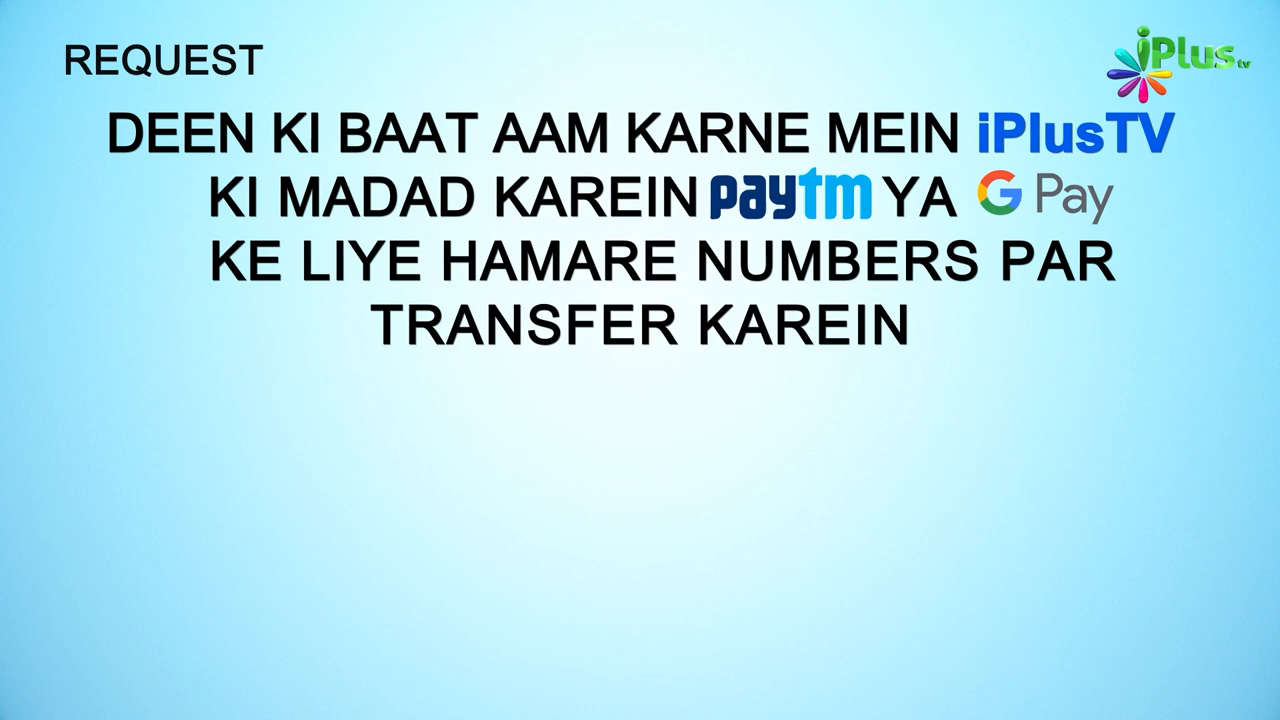 REQUEST
iPlus tv
DEEN KI BAAT AAM KARNE MEIN iPlusTV
KI MADAD KAREIN paytm YA G Pay
KE LIYE HAMARE NUMBERS PAR
TRANSFER KAREIN